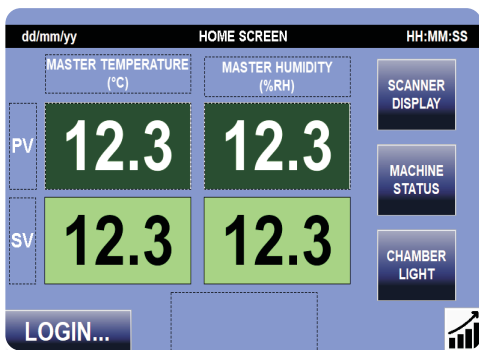 dd/mm/yy HOME SCREEN HH:MM:SS
MASTER TEMPERATURE
(°C)
MASTER HUMIDITY
(%RH)
SCANNER
DISPLAY
PV 12.3 12.3
MACHINE
STATUS
SV 12.3 12.3
CHAMBER
LIGHT
LOGIN...